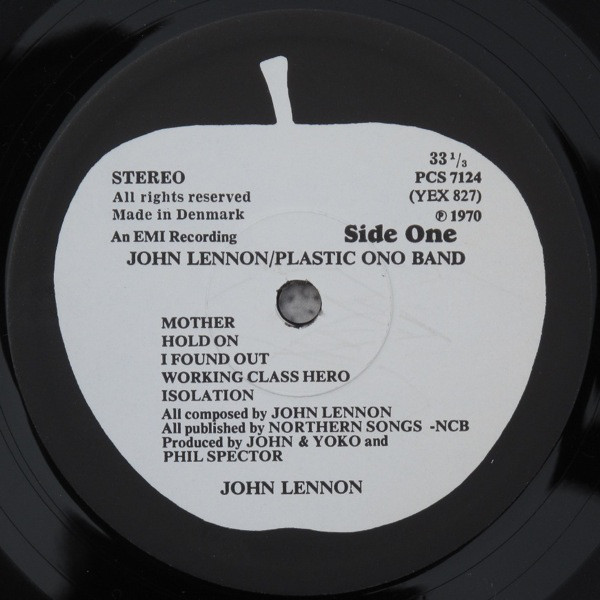 33 1/3
STEREO PCS 7124
All rights reserved (YEX 827)
Made in Denmark ℗ 1970
An EMI Recording Side One
JOHN LENNON/PLASTIC ONO BAND
MOTHER
HOLD ON
I FOUND OUT
WORKING CLASS HERO
ISOLATION
All composed by JOHN LENNON
All published by NORTHERN SONGS -NCB
Produced by JOHN & YOKO and
PHIL SPECTOR
JOHN LENNON